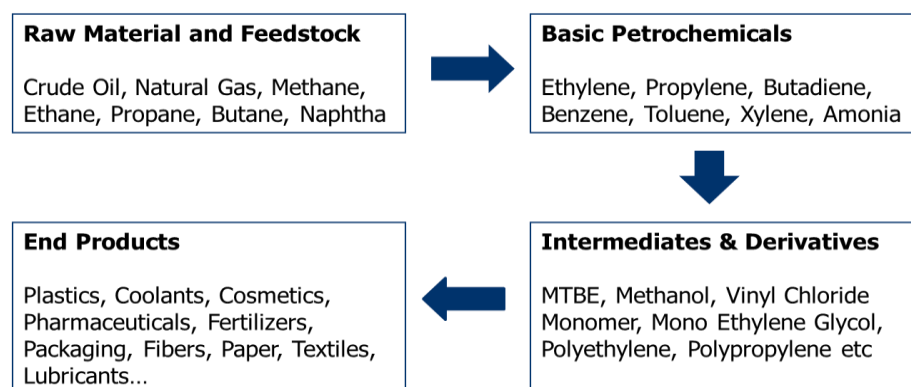 Raw Material and Feedstock
Crude Oil, Natural Gas, Methane,
Ethane, Propane, Butane, Naphtha
Basic Petrochemicals
Ethylene, Propylene, Butadiene,
Benzene, Toluene, Xylene, Amonia
Intermediates & Derivatives
MTBE, Methanol, Vinyl Chloride
Monomer, Mono Ethylene Glycol,
Polyethylene, Polypropylene etc
End Products
Plastics, Coolants, Cosmetics,
Pharmaceuticals, Fertilizers,
Packaging, Fibers, Paper, Textiles,
Lubricants...